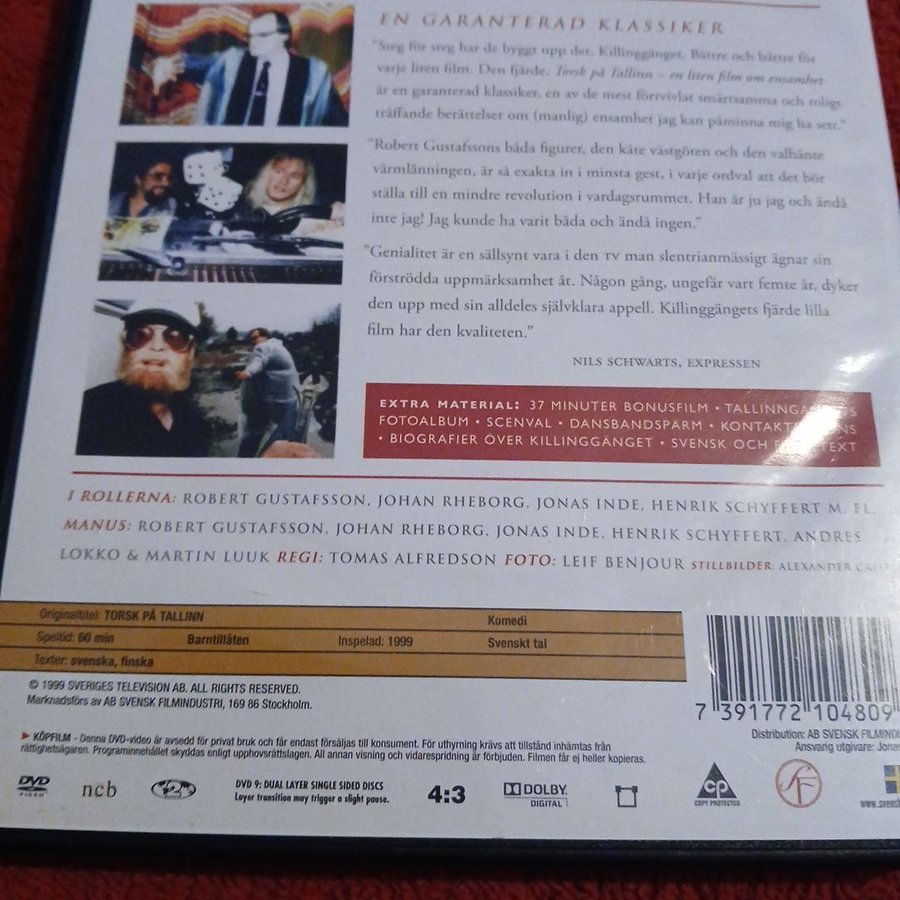 EN GARANTERAD KLASSIKER
"Steg för steg har de byggt upp det, Killinggänget. Bättre och bättre för
varje liten film. Den fjärde, Torsk på Tallinn – en liten film om ensamhet
är en garanterad klassiker, en av de mest förtvivlat smärtsamma och roligt
träffande berättelser om (manlig) ensamhet jag kan påminna mig ha sett."
"Robert Gustafssons båda figurer, den kåte västgöten och den valhänte
värmlänningen, är så exakta in i minsta gest, i varje ordval att det bör
ställa till en mindre revolution i vardagsrummet. Han är ju jag och ändå
inte jag! Jag kunde ha varit båda och ändå ingen."
"Genialitet är en sällsynt vara i den TV man slentrianmässigt ägnar sin
förströdda uppmärksamhet åt. Någon gång, ungefär vart femte år, dyker
den upp med sin alldeles självklara appell. Killinggängets fjärde lilla
film har den kvaliteten."
NILS SCHWARTS, EXPRESSEN
EXTRA MATERIAL: 37 MINUTER BONUSFILM •
FOTOALBUM • SCENVAL • DANSBANDSPARM •
• BIOGRAFIER ÖVER KILLINGGÄNGET • SVENSK OCH
I ROLLERNA: ROBERT GUSTAFSSON, JOHAN RHEBORG, JONAS INDE, HENRIK SCHYFFERT M. FL.
MANUS: ROBERT GUSTAFSSON, JOHAN RHEBORG, JONAS INDE, HENRIK SCHYFFERT, ANDRES
LOKKO & MARTIN LUUK REGI: TOMAS ALFREDSON FOTO: LEIF BENJOUR STILLBILDER: ALEXANDER
Originaltitel: TORSK PÅ TALLINN Komedi
Speltid: 60 min Barntillåten Inspelad: 1999 Svenskt tal
Texter: svenska, finska
© 1999 SVERIGES TELEVISION AB. ALL RIGHTS RESERVED.
Marknadsförs av AB SVENSK FILMINDUSTRI, 169 86 Stockholm.
7 391772 104809
Distribution: AB SVENSK
Ansvarig utgivare:
KÖPFILM - Denna DVD-video är avsedd för privat bruk och får endast försäljas till konsument. För uthyrning krävs att tillstånd inhämtas från
rättighetsägaren. Programinnehållet skyddas enligt upphovsrättslagen. All annan visning och vidarespridning är förbjuden. Filmen får ej heller kopieras.
DVD VIDEO
ncb
2
DVD 9: DUAL LAYER SINGLE SIDED DISCS
Layer transition may trigger a slight pause.
4:3
DOLBY
DIGITAL
CP
COPY PROTECTED
SF